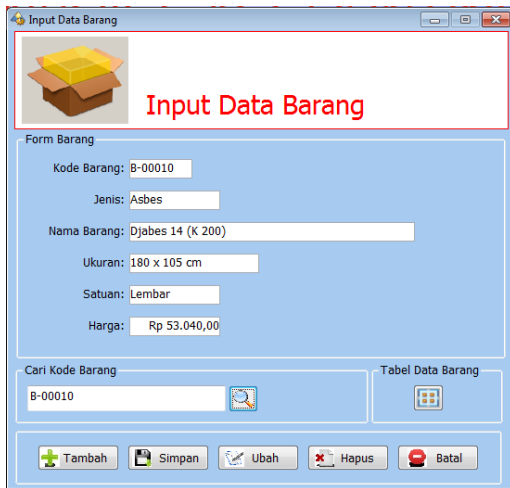 Input Data Barang
Input Data Barang
Form Barang
Kode Barang: B-00010
Jenis: Asbes
Nama Barang: Djabes 14 (K 200)
Ukuran: 180 x 105 cm
Satuan: Lembar
Harga: Rp 53.040,00
Cari Kode Barang Tabel Data Barang
B-00010
Tambah Simpan Ubah Hapus Batal